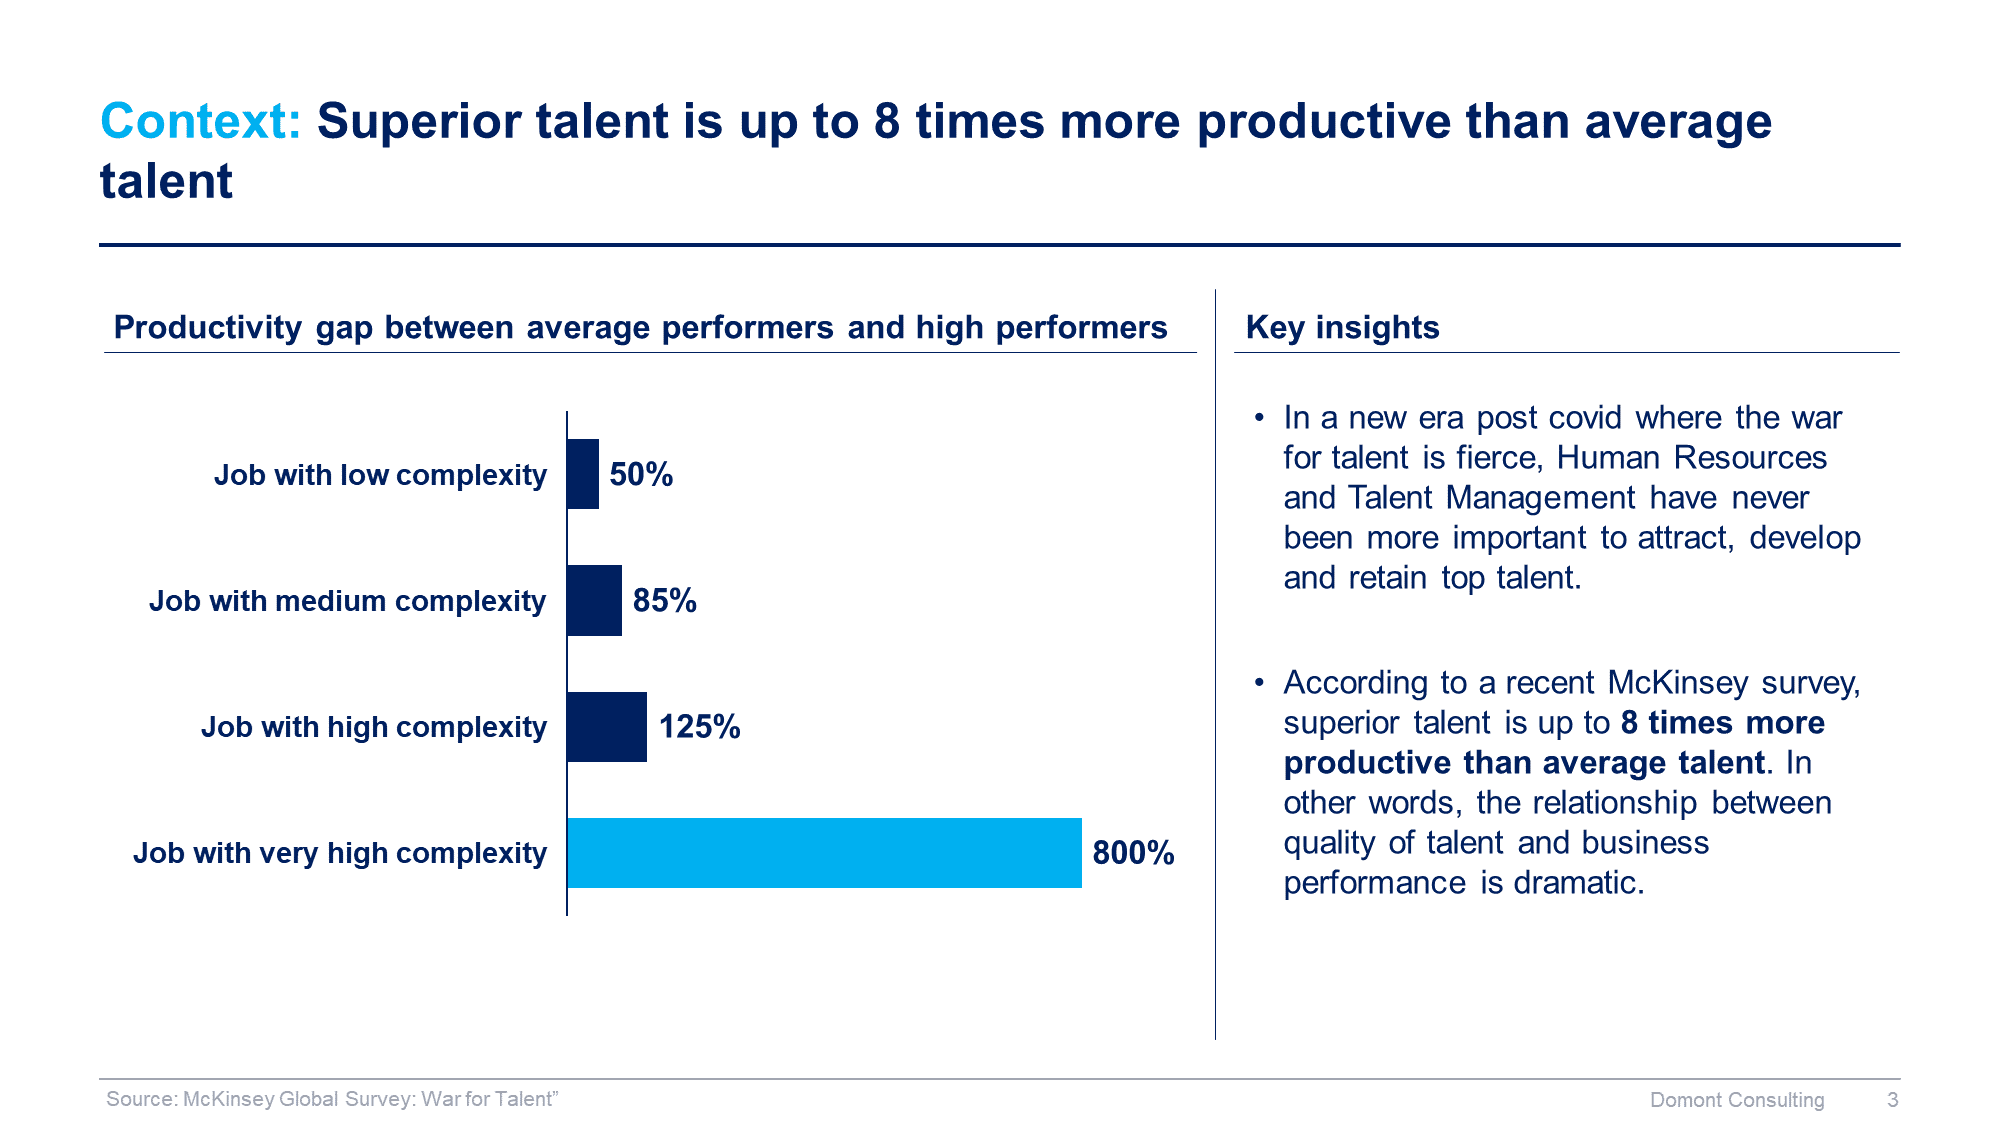 Context: Superior talent is up to 8 times more productive than average
talent
Productivity gap between average performers and high performers
Job with low complexity 50%
Job with medium complexity 85%
Job with high complexity 125%
Job with very high complexity 800%
Key insights
• In a new era post covid where the war
for talent is fierce, Human Resources
and Talent Management have never
been more important to attract, develop
and retain top talent.
• According to a recent McKinsey survey,
superior talent is up to 8 times more
productive than average talent. In
other words, the relationship between
quality of talent and business
performance is dramatic.
Source: McKinsey Global Survey: War for Talent”
Domont Consulting 3